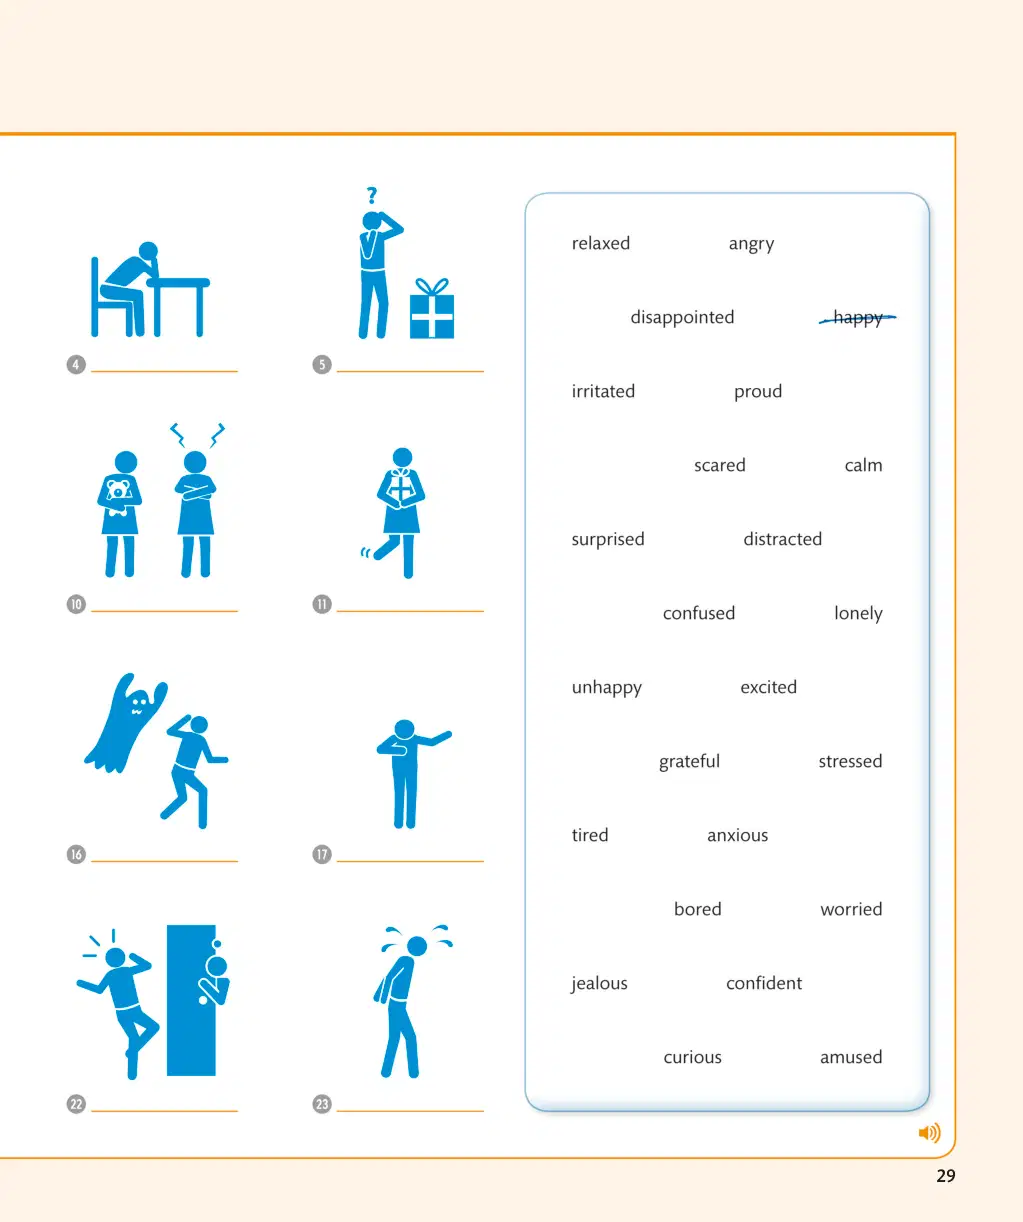 ?
4
5
10
11
16
17
22
23
relaxed angry
disappointed happy
irritated proud
scared calm
surprised distracted
confused lonely
unhappy excited
grateful stressed
tired anxious
bored worried
jealous confident
curious amused
29